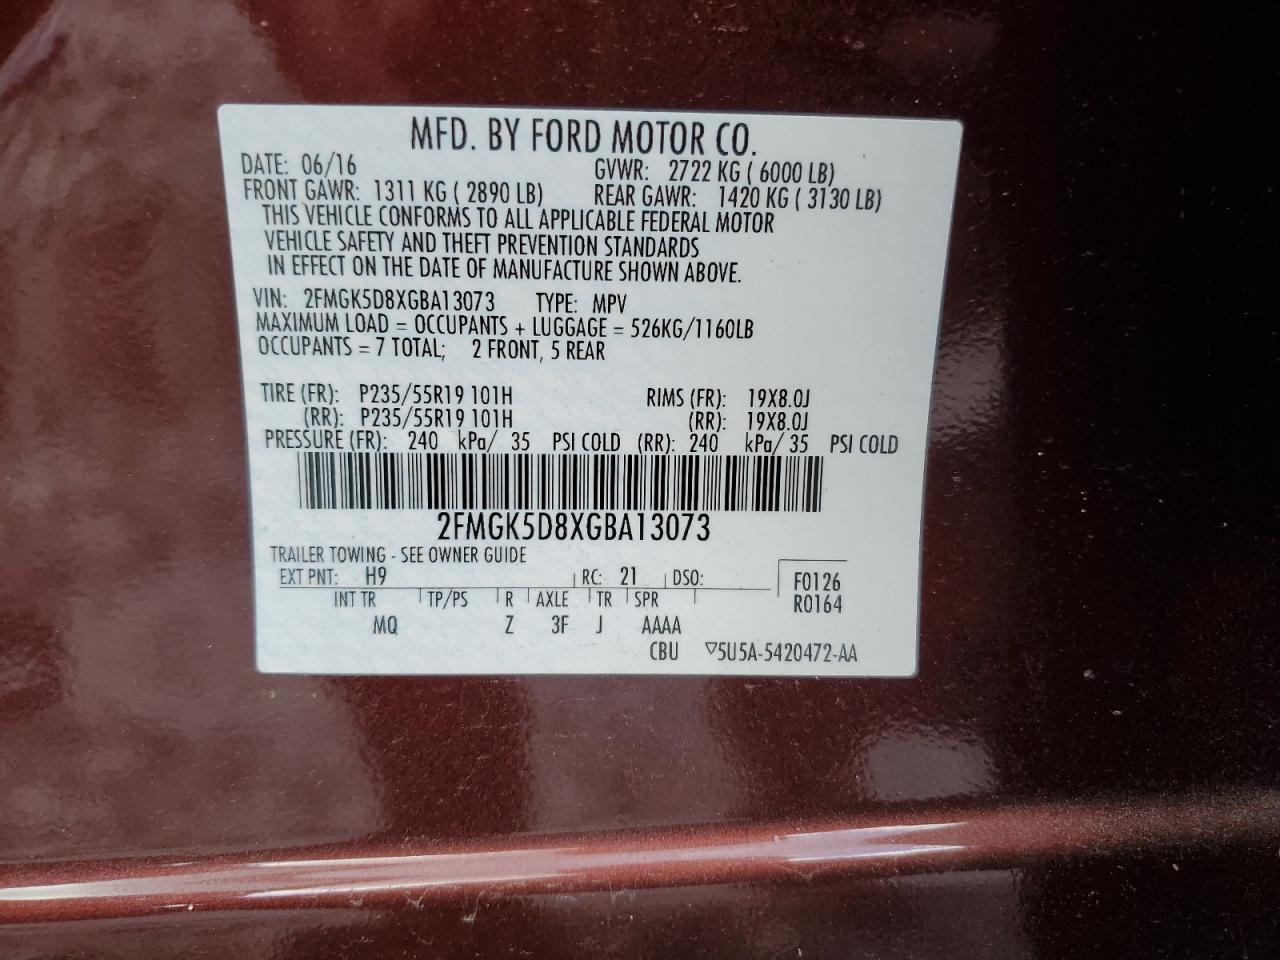 MFD. BY FORD MOTOR CO.
DATE: 06/16 GVWR: 2722 KG ( 6000 LB)
FRONT GAWR: 1311 KG ( 2890 LB) REAR GAWR: 1420 KG ( 3130 LB)
THIS VEHICLE CONFORMS TO ALL APPLICABLE FEDERAL MOTOR
VEHICLE SAFETY AND THEFT PREVENTION STANDARDS
IN EFFECT ON THE DATE OF MANUFACTURE SHOWN ABOVE.
VIN: 2FMGK5D8XGBA13073 TYPE: MPV
MAXIMUM LOAD = OCCUPANTS + LUGGAGE = 526KG/1160LB
OCCUPANTS = 7 TOTAL; 2 FRONT, 5 REAR
TIRE (FR): P235/55R19 101H RIMS (FR): 19X8.0J
(RR): P235/55R19 101H (RR): 19X8.0J
PRESSURE (FR): 240 kPa/ 35 PSI COLD (RR): 240 kPa/ 35 PSI COLD
2FMGK5D8XGBA13073
TRAILER TOWING - SEE OWNER GUIDE
EXT PNT: H9 RC: 21 DSO: F0126
INT TR TP/PS R AXLE TR SPR R0164
MQ Z 3F J AAAA
CBU ▽5U5A-5420472-AA